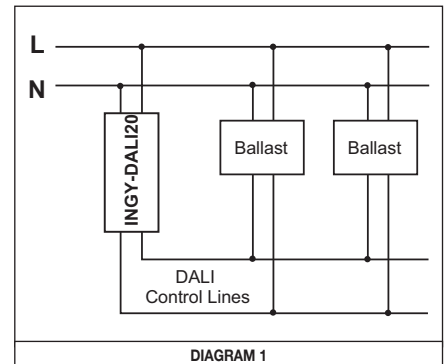 L
N
INGY-DALI20
Ballast
Ballast
DALI
Control Lines
DIAGRAM 1